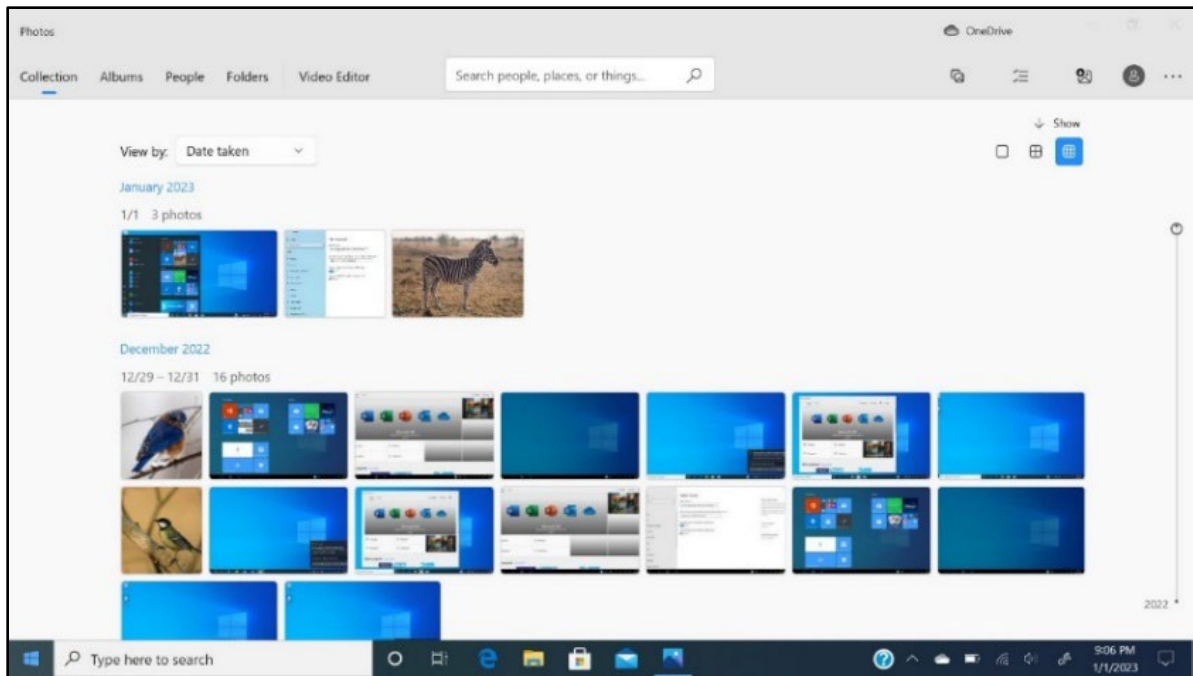 Photos
OneDrive
Collection Albums People Folders Video Editor
Search people, places, or things...
Show
View by: Date taken
January 2023
1/1 3 photos
December 2022
12/29 – 12/31 16 photos
2022
Type here to search
9:06 PM
1/1/2023